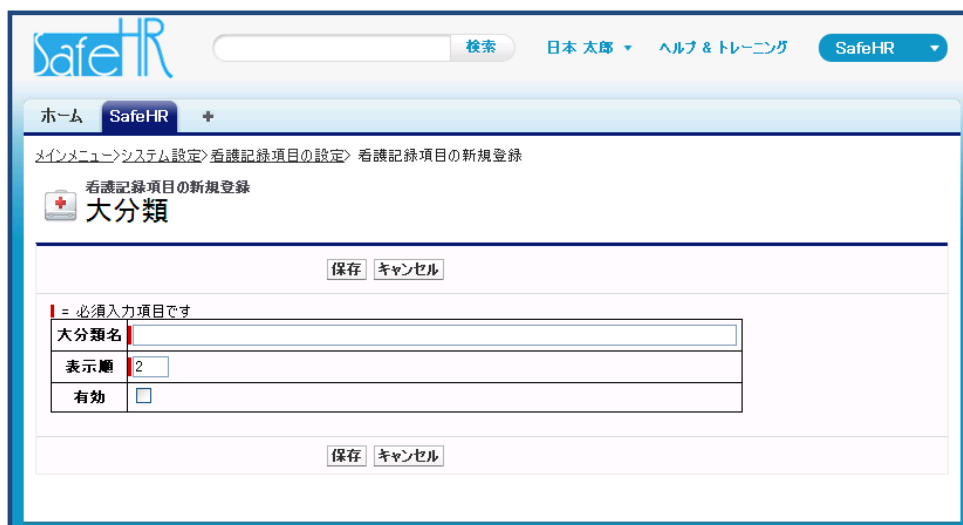 SafeHR 検索 日本 太郎 ヘルプ & トレーニング SafeHR
ホーム SafeHR +
メインメニュー>システム設定>看護記録項目の設定> 看護記録項目の新規登録
看護記録項目の新規登録
大分類
保存 キャンセル
= 必須入力項目です
大分類名
表示順 2
有効
保存 キャンセル